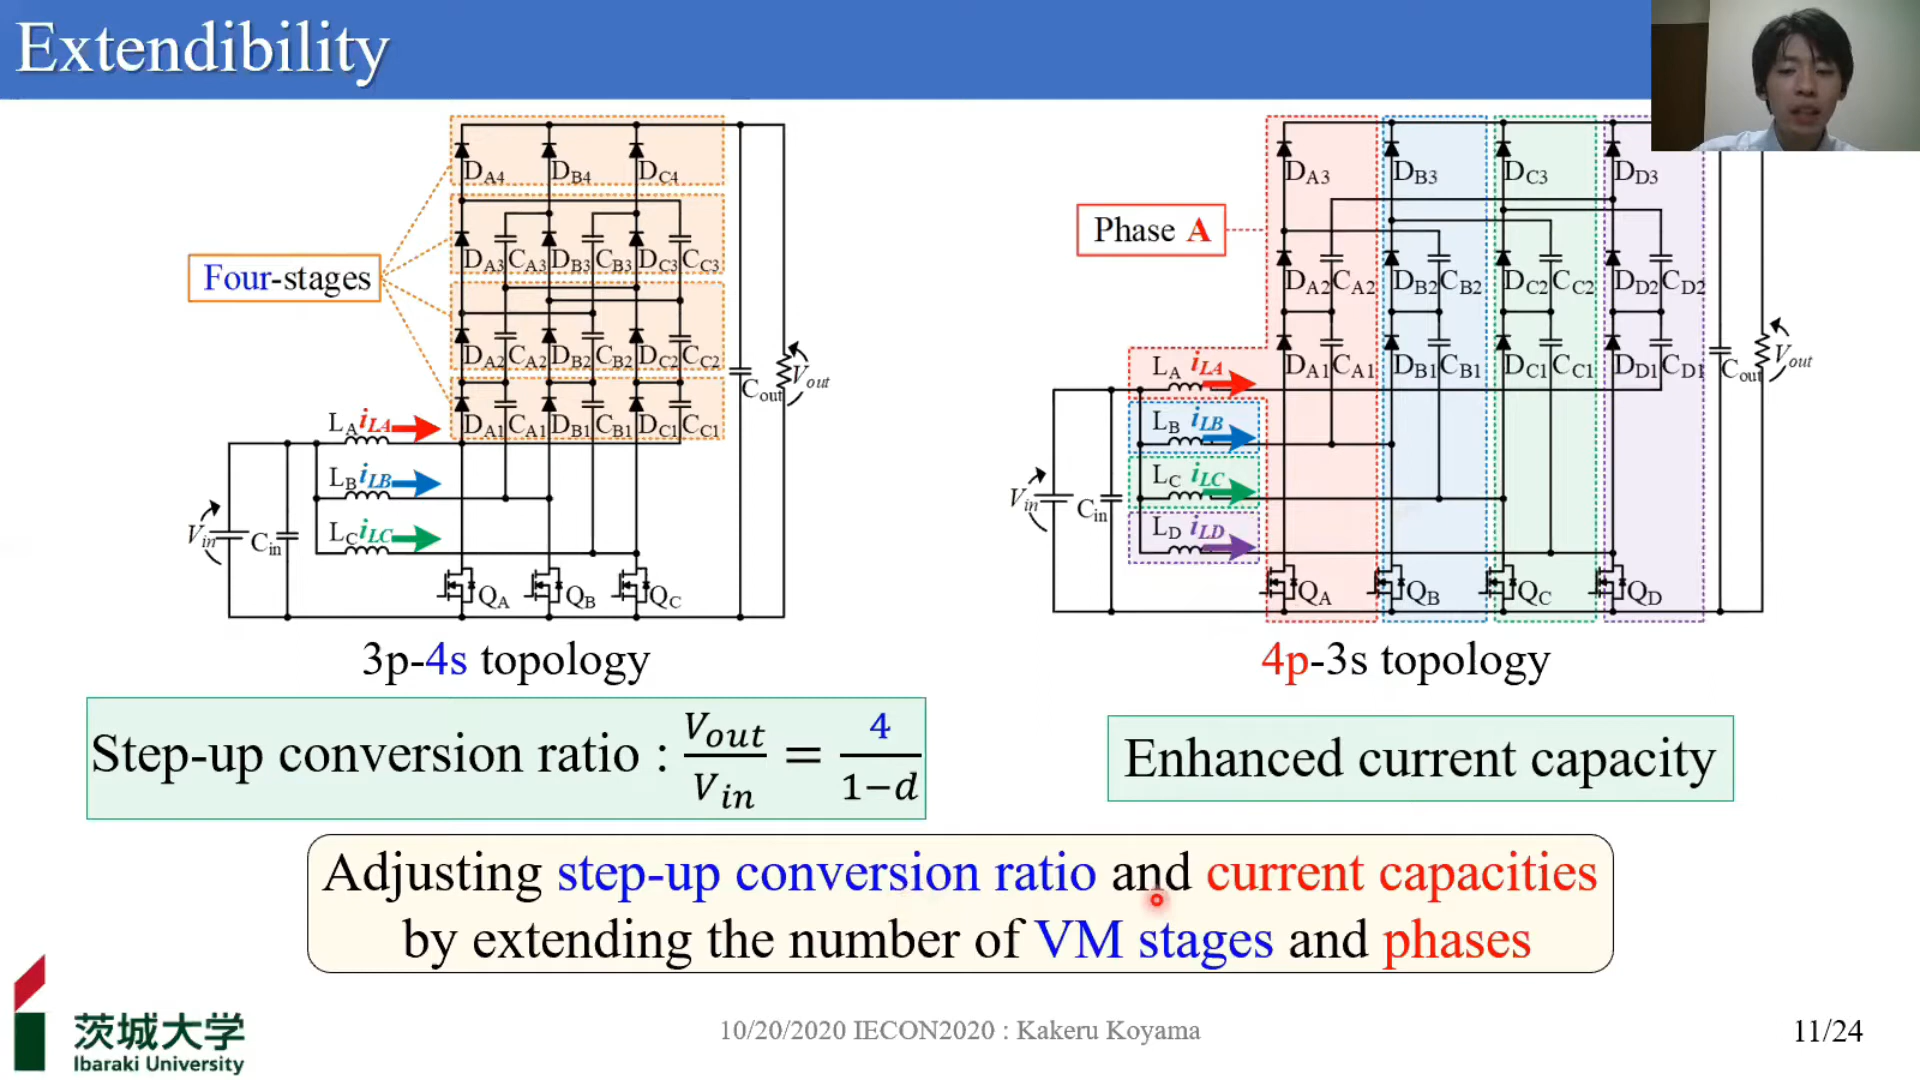 Extendibility
D_A4 D_B4 D_C4
D_A3 C_A3 D_B3 C_B3 D_C3 C_C3
Four-stages
D_A2 C_A2 D_B2 C_B2 D_C2 C_C2
D_A1 C_A1 D_B1 C_B1 D_C1 C_C1
C_out V_out
L_A i_LA
L_B i_LB
L_C i_LC
V_in C_in
Q_A Q_B Q_C
3p-4s topology
D_A3 D_B3 D_C3 D_D3
Phase A
D_A2 C_A2 D_B2 C_B2 D_C2 C_C2 D_D2 C_D2
D_A1 C_A1 D_B1 C_B1 D_C1 C_C1 D_D1 C_D1
C_out V_out
L_A i_LA
L_B i_LB
L_C i_LC
L_D i_LD
V_in C_in
Q_A Q_B Q_C Q_D
4p-3s topology
Step-up conversion ratio : V_out/V_in = 4/(1−d)
Enhanced current capacity
Adjusting step-up conversion ratio and current capacities
by extending the number of VM stages and phases
茨城大学
Ibaraki University
10/20/2020 IECON2020 : Kakeru Koyama
11/24